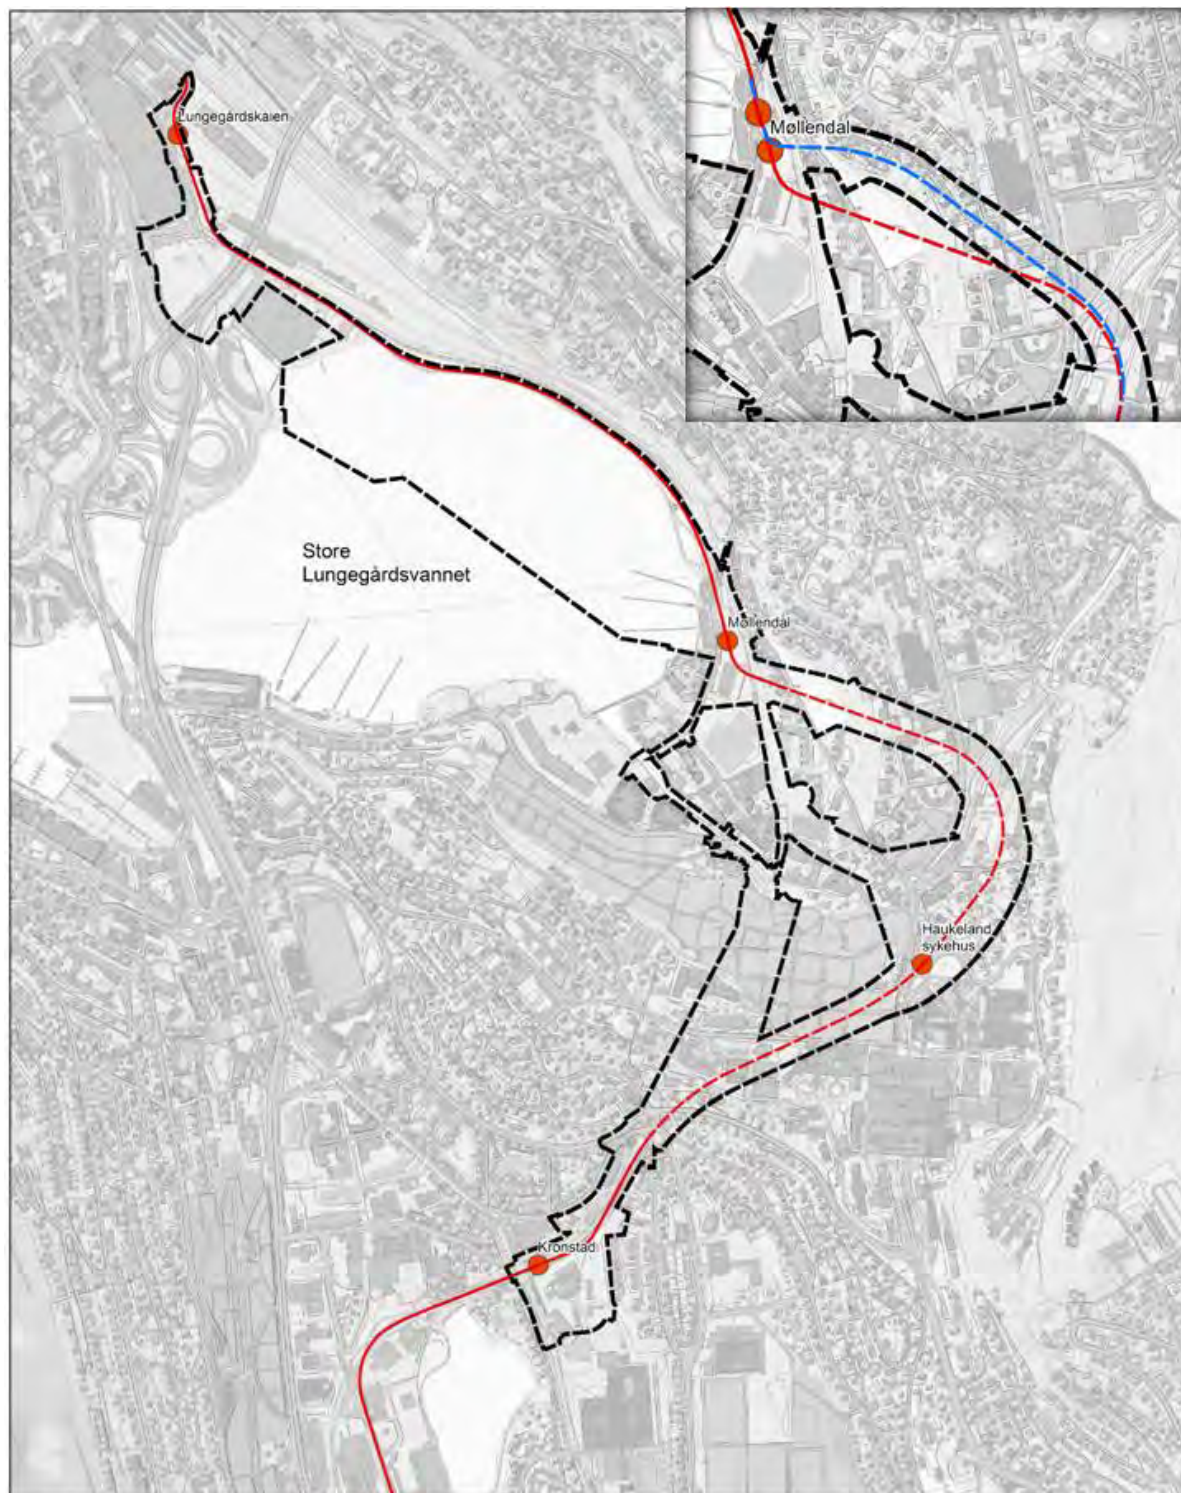 Lungegårdskaien
Møllendal
Store
Lungegårdsvannet
Møllendal
Haukeland
sykehus
Kronstad